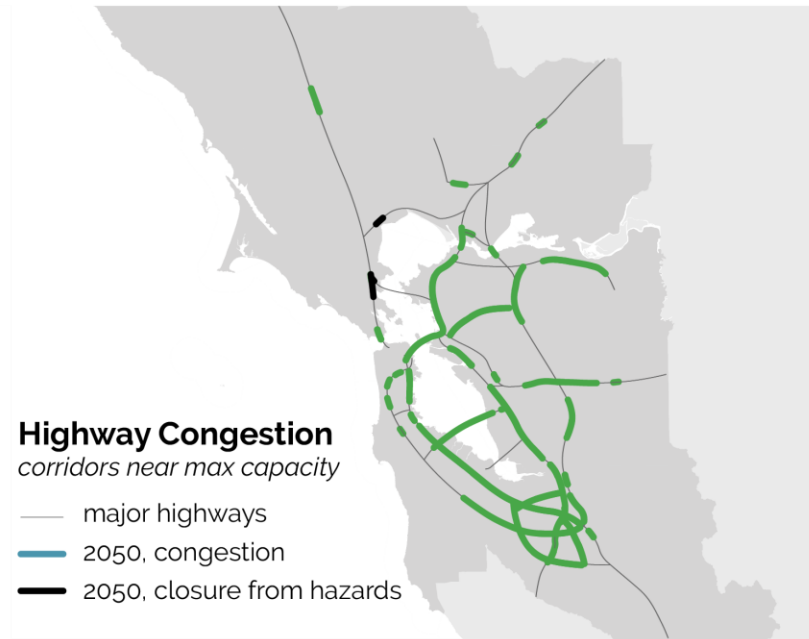 Highway Congestion
corridors near max capacity
major highways
2050, congestion
2050, closure from hazards